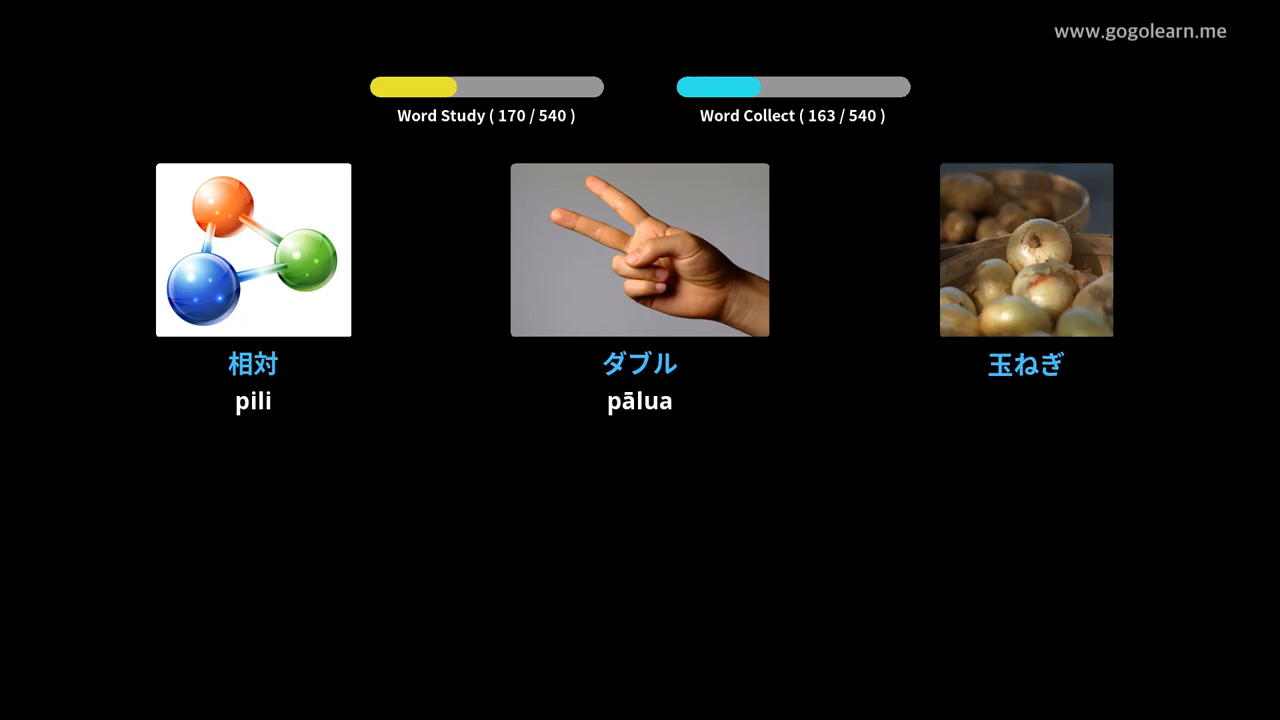 www.gogolearn.me
Word Study ( 170 / 540 )
Word Collect ( 163 / 540 )
相対
pili
ダブル
pālua
玉ねぎ